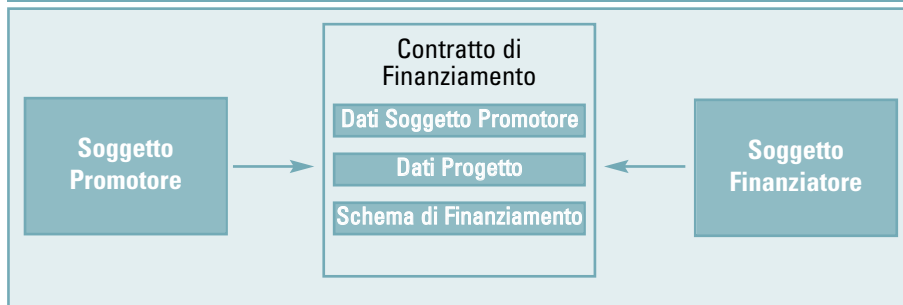 Soggetto
Promotore
Contratto di
Finanziamento
Dati Soggetto Promotore
Dati Progetto
Schema di Finanziamento
Soggetto
Finanziatore